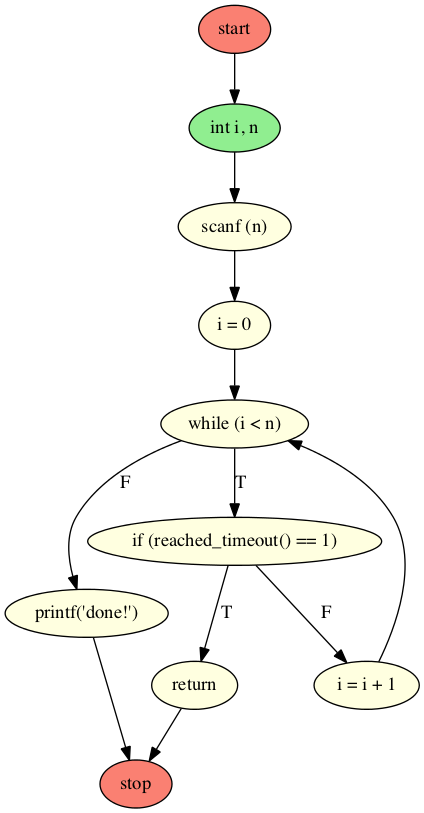 start
int i, n
scanf (n)
i = 0
while (i < n)
F
T
if (reached_timeout() == 1)
T
F
printf('done!')
return
i = i + 1
stop